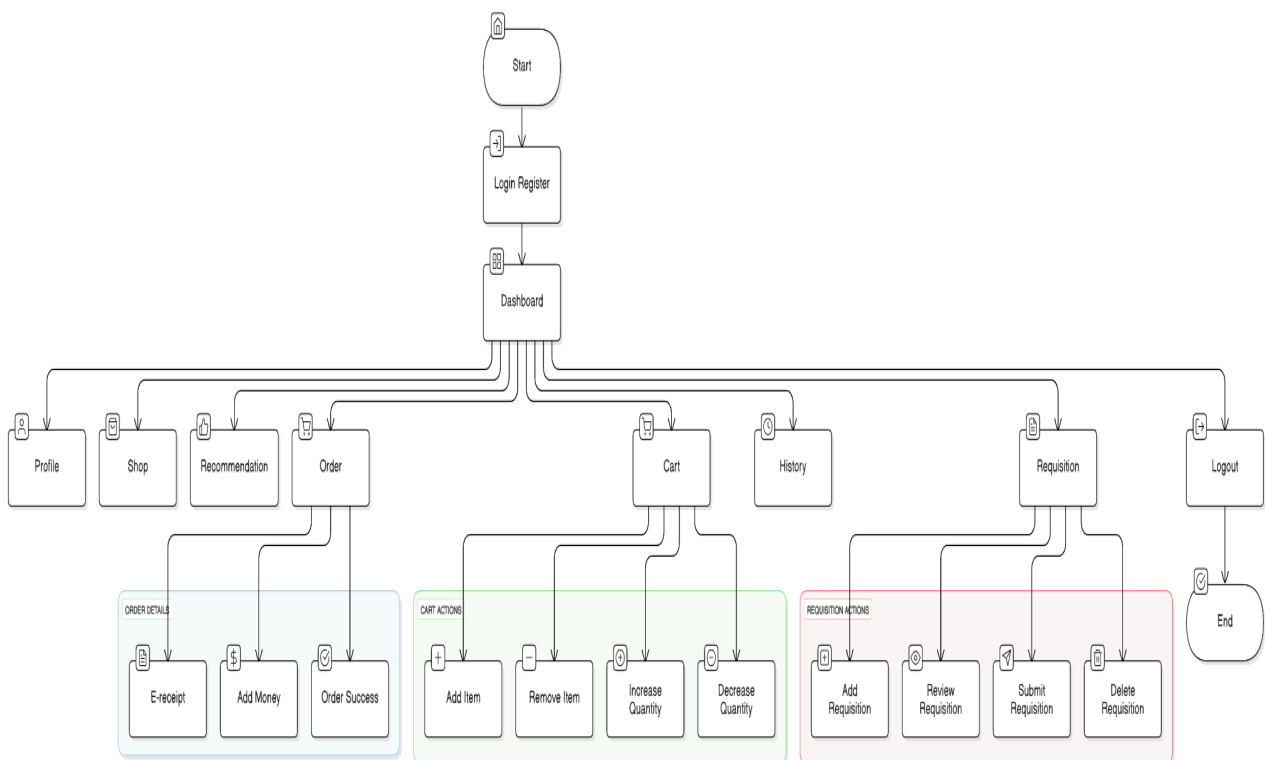 Start
Login Register
Dashboard
Profile
Shop
Recommendation
Order
Cart
History
Requisition
Logout
ORDER DETAILS
CART ACTIONS
REQUISITION ACTIONS
End
E-receipt
Add Money
Order Success
Add Item
Remove Item
Increase
Quantity
Decrease
Quantity
Add
Requisition
Review
Requisition
Submit
Requisition
Delete
Requisition